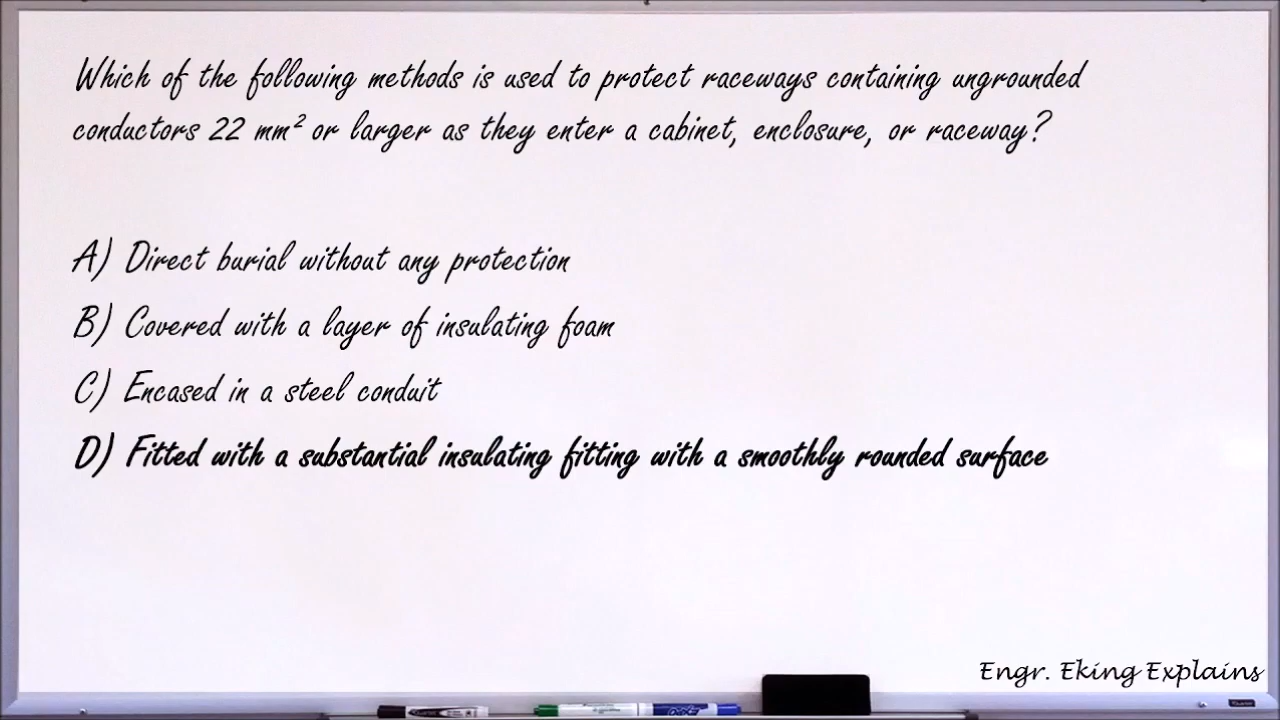 Which of the following methods is used to protect raceways containing ungrounded
conductors 22 mm² or larger as they enter a cabinet, enclosure, or raceway?
A) Direct burial without any protection
B) Covered with a layer of insulating foam
C) Encased in a steel conduit
D) Fitted with a substantial insulating fitting with a smoothly rounded surface
Engr. Eking Explains